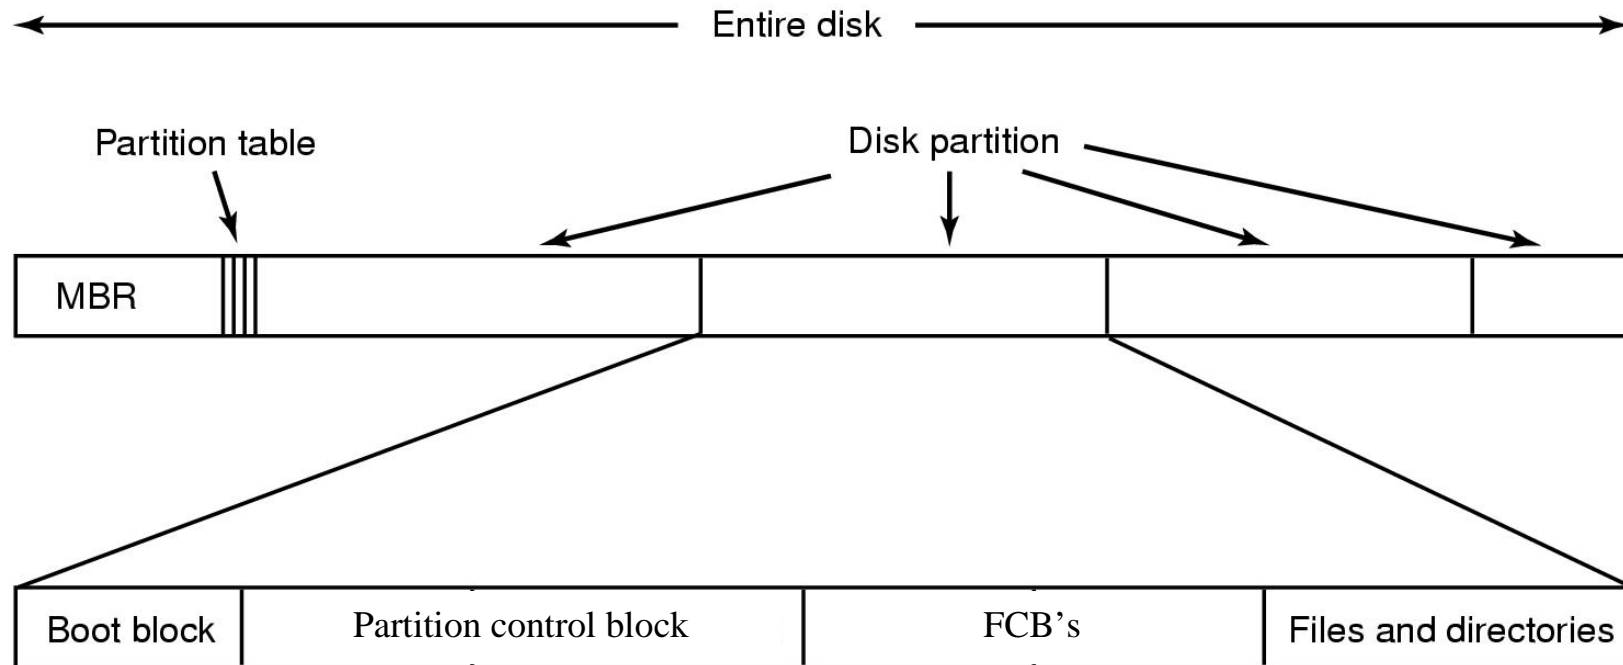 Entire disk
Partition table
Disk partition
MBR
Boot block
Partition control block
FCB's
Files and directories